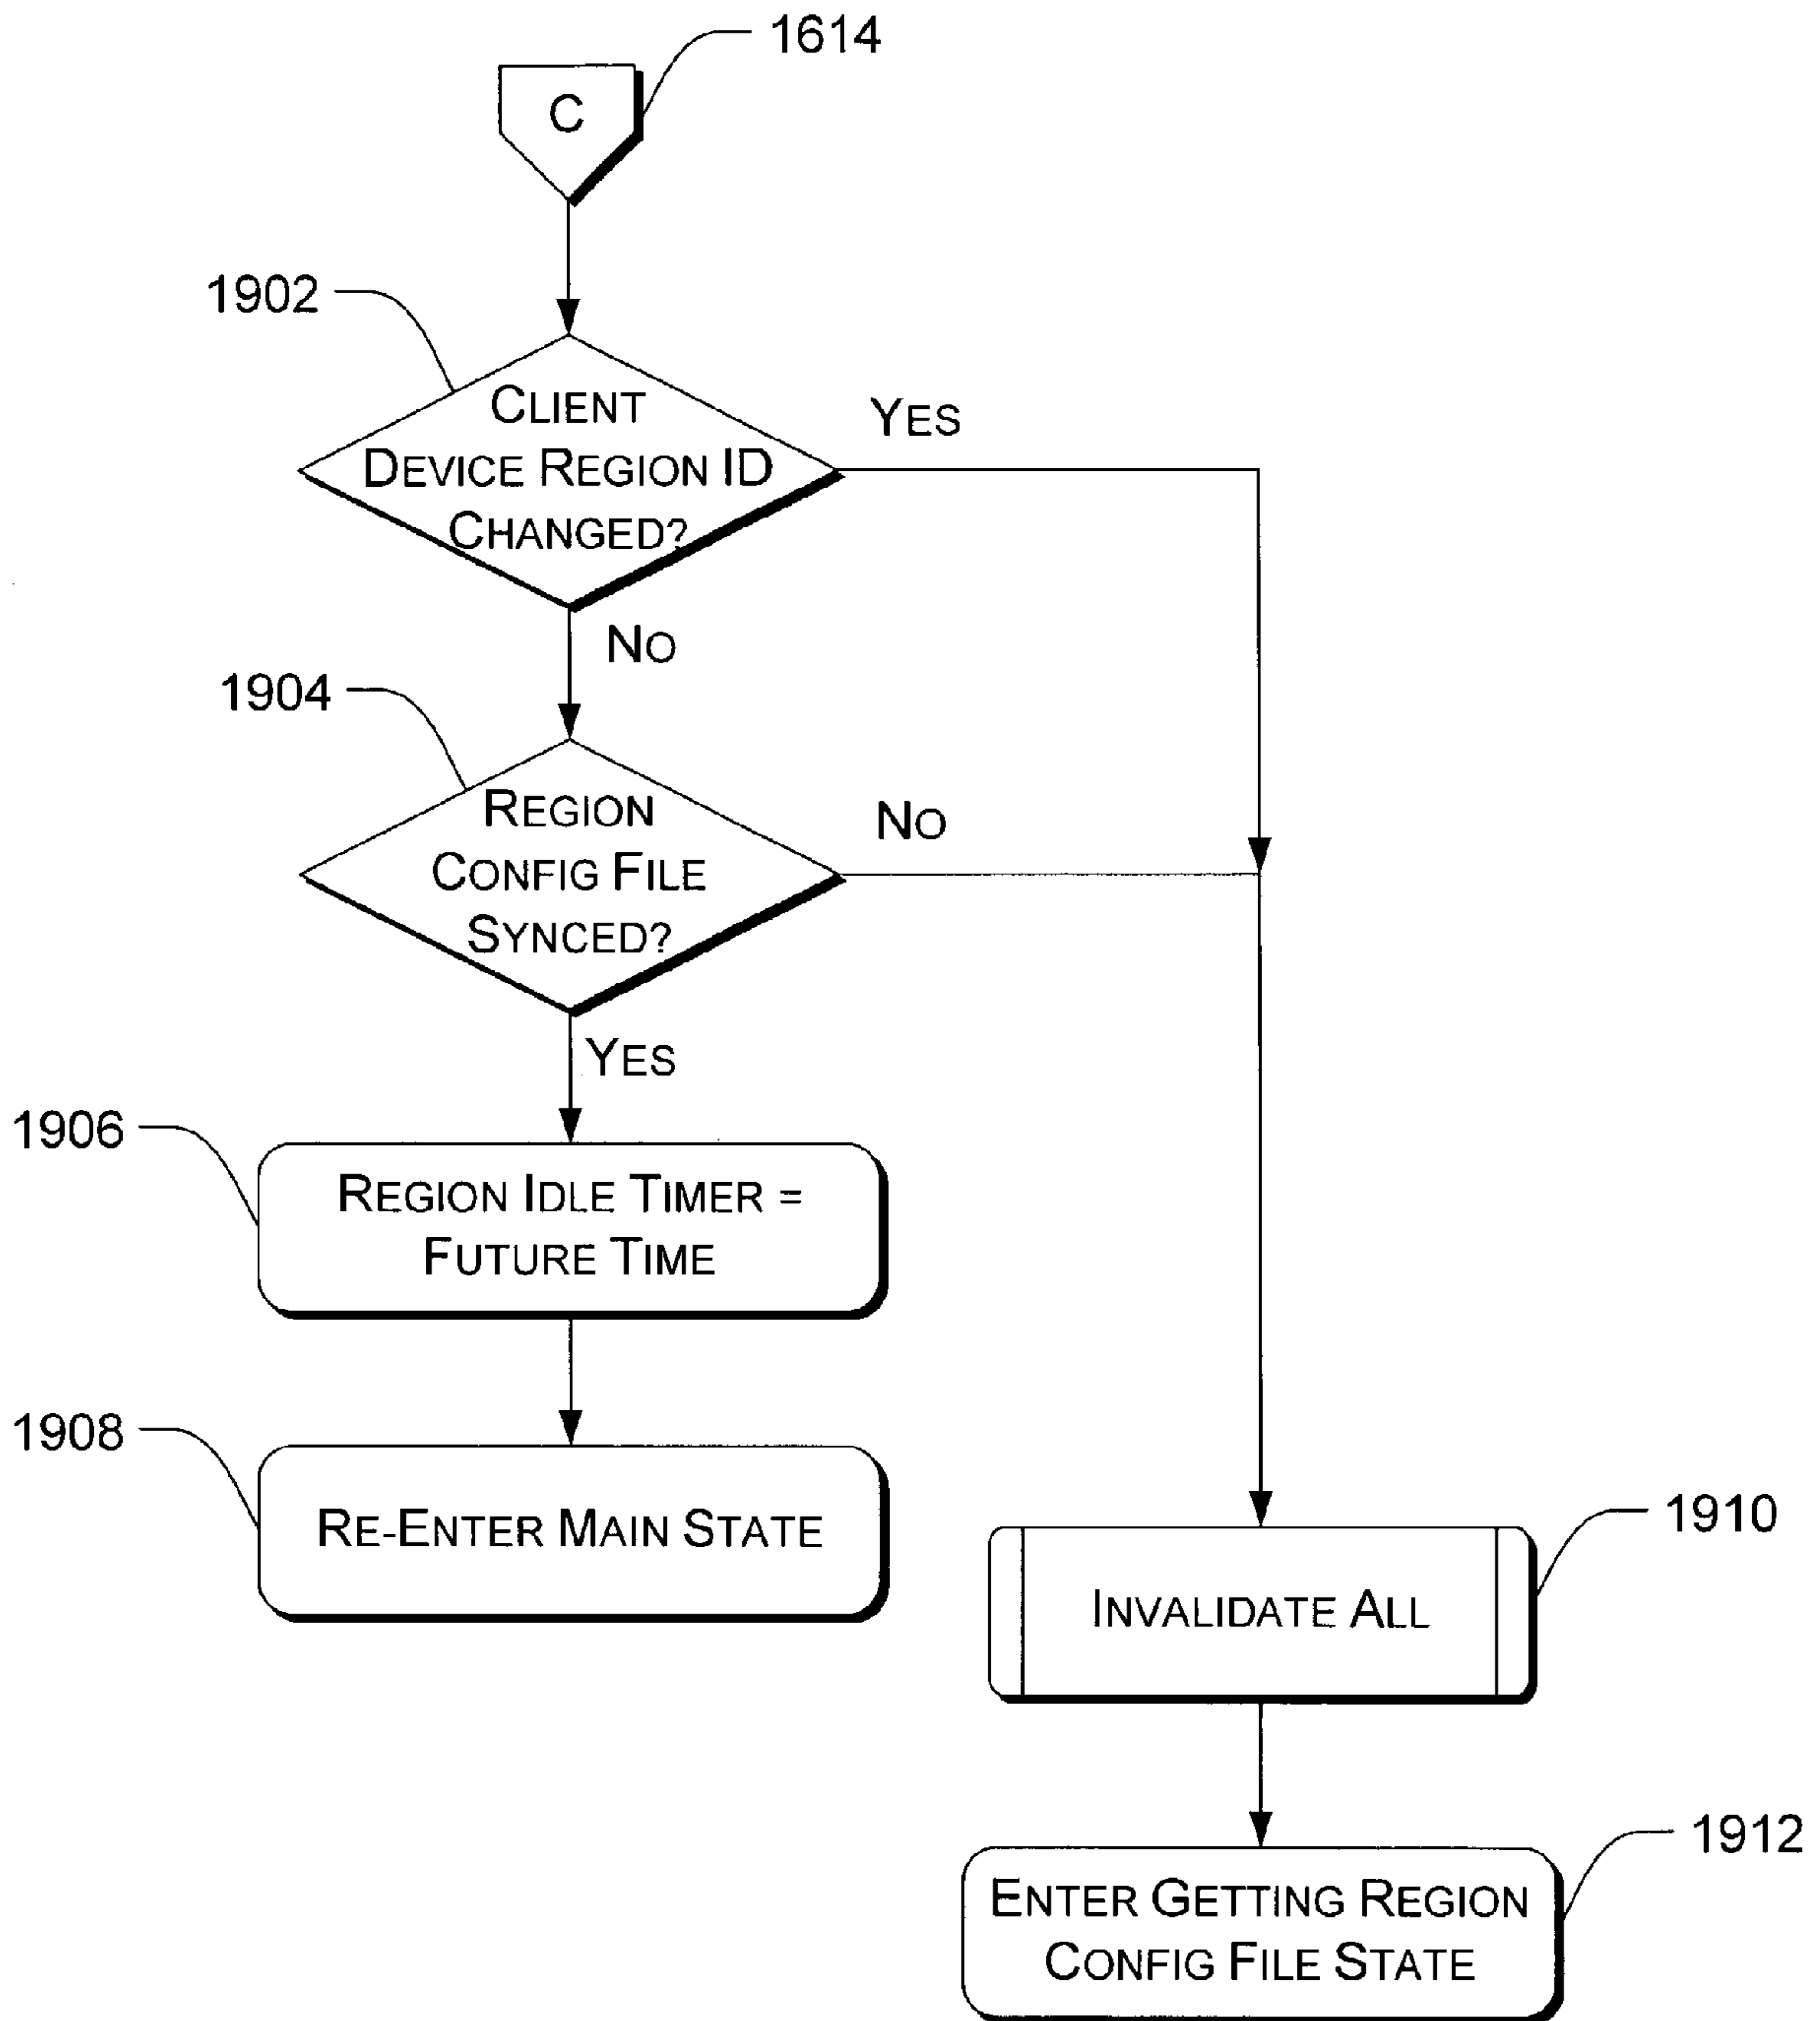 1614
C
1902
CLIENT
DEVICE REGION ID
CHANGED?
YES
NO
1904
REGION
CONFIG FILE
SYNCED?
NO
YES
1906
REGION IDLE TIMER =
FUTURE TIME
1908
RE-ENTER MAIN STATE
1910
INVALIDATE ALL
1912
ENTER GETTING REGION
CONFIG FILE STATE